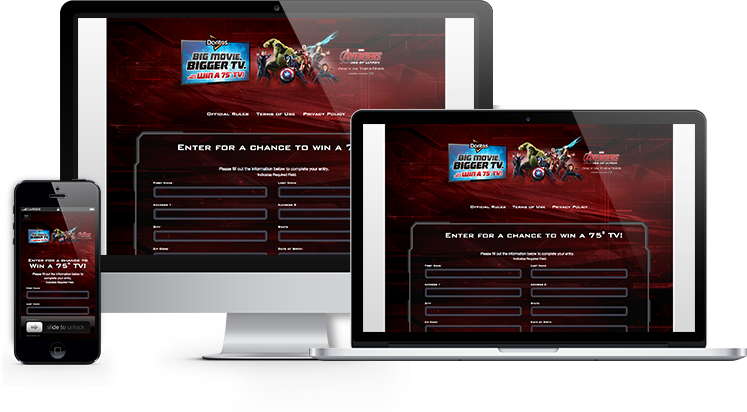 Doritos
BIG MOVIE.
BIGGER TV.
WIN A 75" TV!
AVENGERS
AGE OF ULTRON
OFFICIAL RULES TERMS OF USE PRIVACY POLICY
ENTER FOR A CHANCE TO WIN A 7
Please fill out the information below to complete your entry.
Indicates Required Field.
FIRST NAME LAST NAME
ADDRESS 1 ADDRESS 2
CITY STATE
ZIP CODE DATE OF BIRTH
Doritos
BIG MOVIE.
BIGGER TV.
WIN A 75" TV!
AVENGERS
AGE OF ULTRON
OFFICIAL RULES TERMS OF USE PRIVACY POLICY
ENTER FOR A CHANCE TO WIN A 75" TV!
Please fill out the information below to complete your entry.
Indicates Required Field.
FIRST NAME LAST NAME
ADDRESS 1 ADDRESS 2
CITY STATE
ZIP CODE DATE OF BIRTH
BIG MOVIE.
BIGGER TV.
ENTER FOR A CHANCE TO
WIN A 75" TV!
Please fill out the information below to
complete your entry.
Indicates Required Field.
FIRST NAME
LAST NAME
slide to unlock